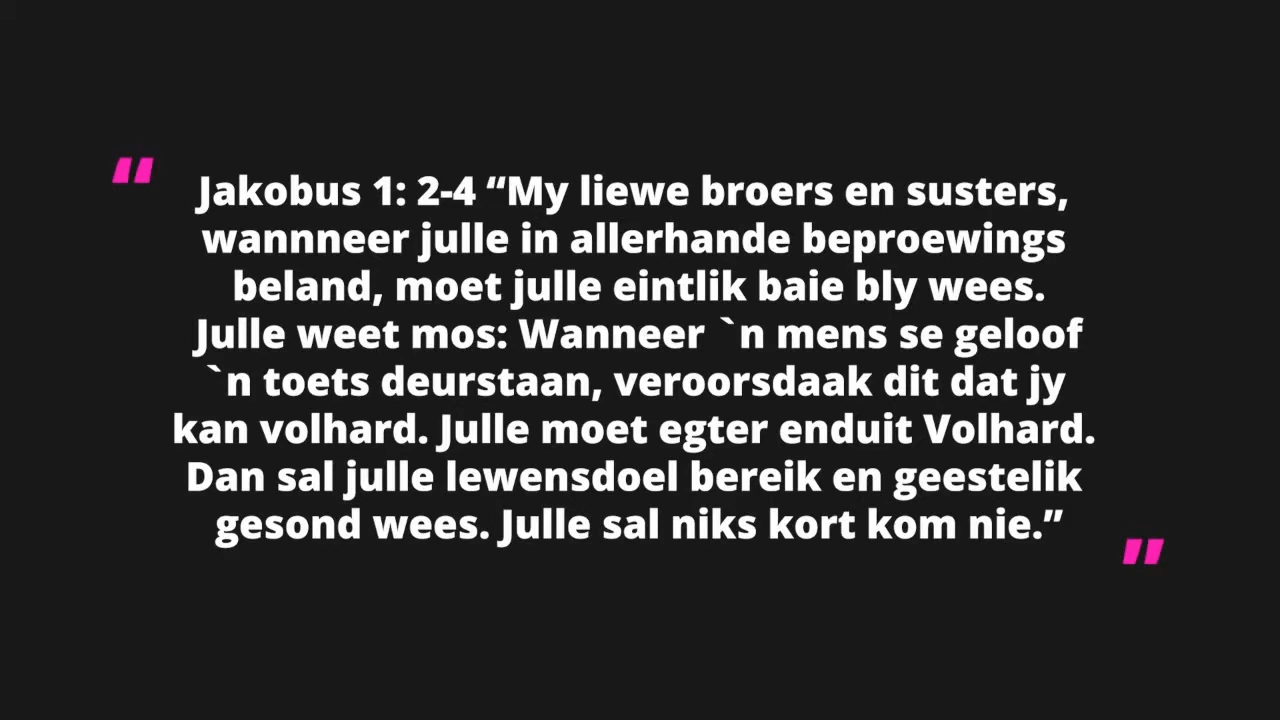 Jakobus 1: 2-4 “My liewe broers en susters,
wannneer julle in allerhande beproewings
beland, moet julle eintlik baie bly wees.
Julle weet mos: Wanneer `n mens se geloof
`n toets deurstaan, veroorsdaak dit dat jy
kan volhard. Julle moet egter enduit Volhard.
Dan sal julle lewensdoel bereik en geestelik
gesond wees. Julle sal niks kort kom nie.”